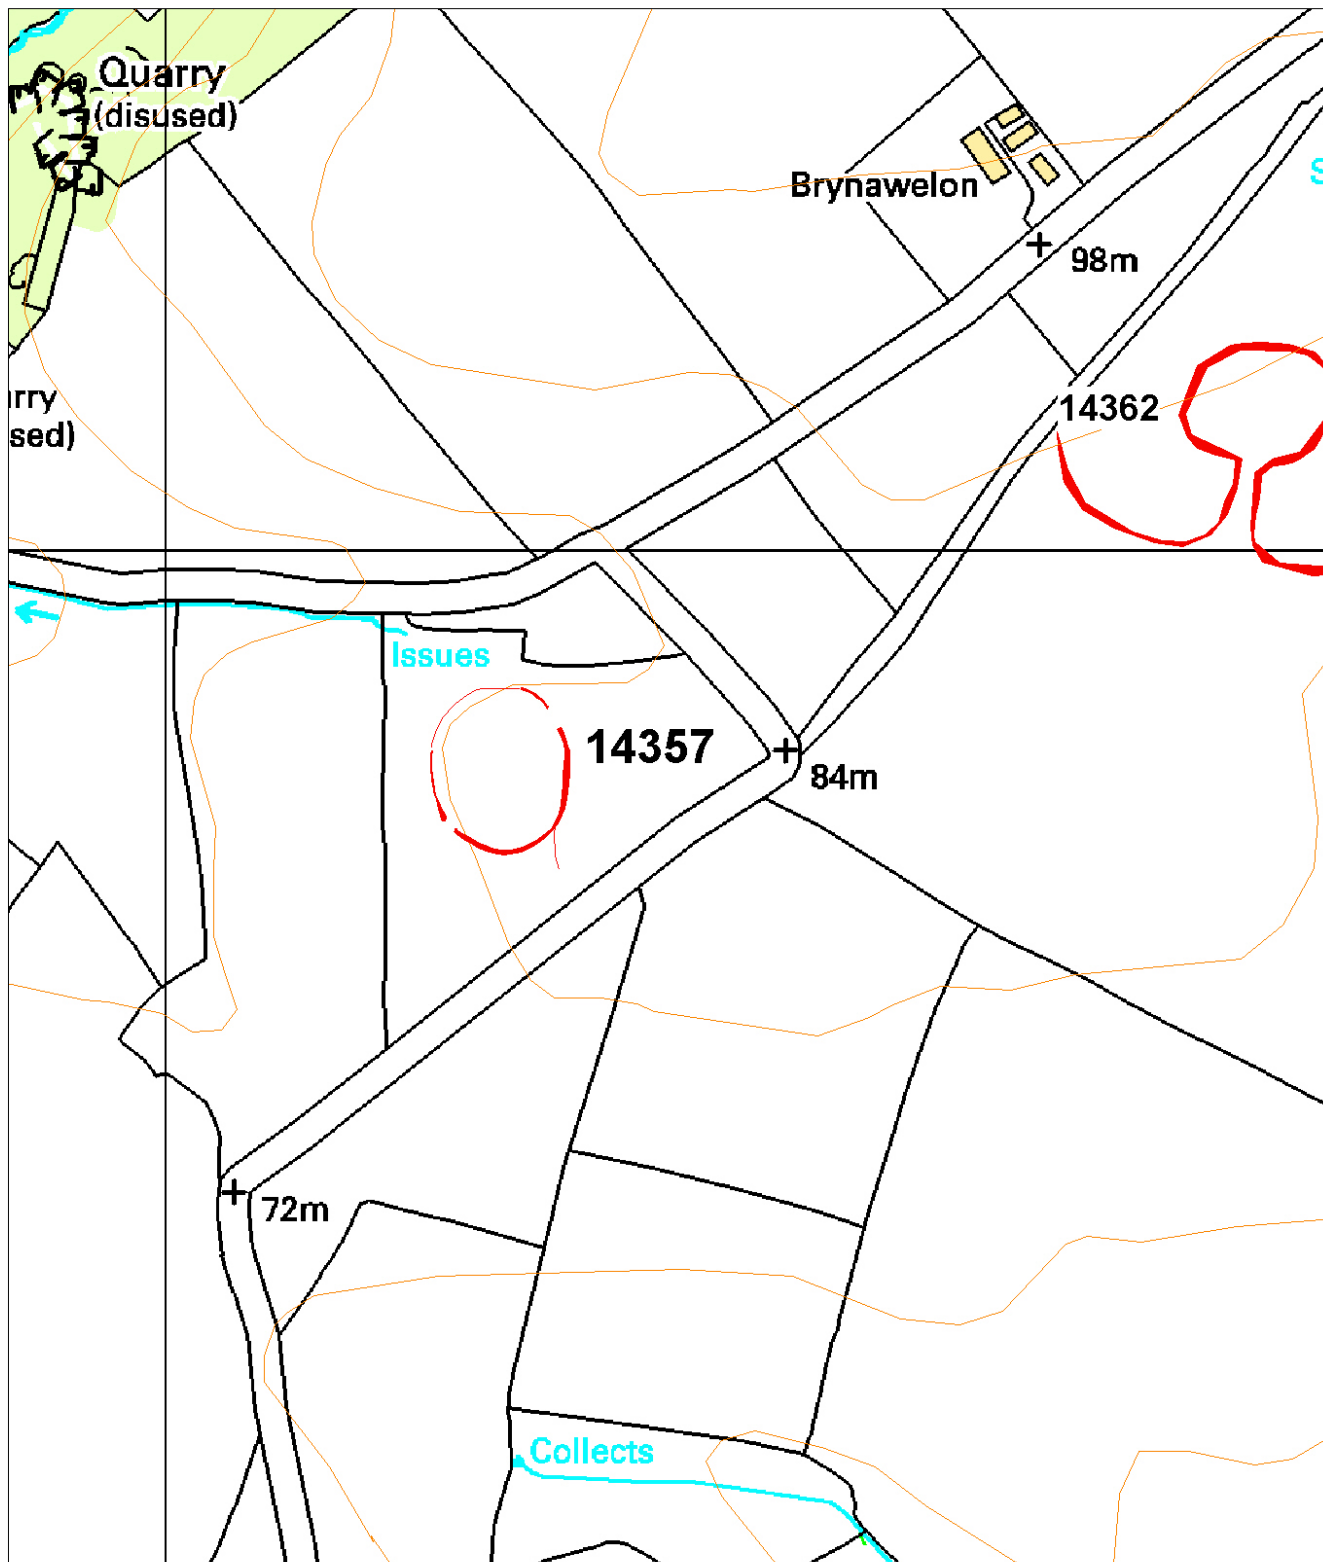 Quarry
(disused)
Brynawelon
98m
S
rry
sed)
14362
Issues
14357
84m
72m
Collects